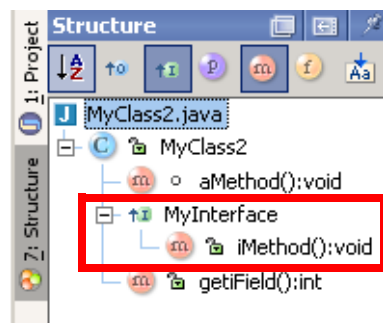 Structure
1: Project
7: Structure
MyClass2.java
MyClass2
aMethod():void
MyInterface
iMethod():void
getiField():int